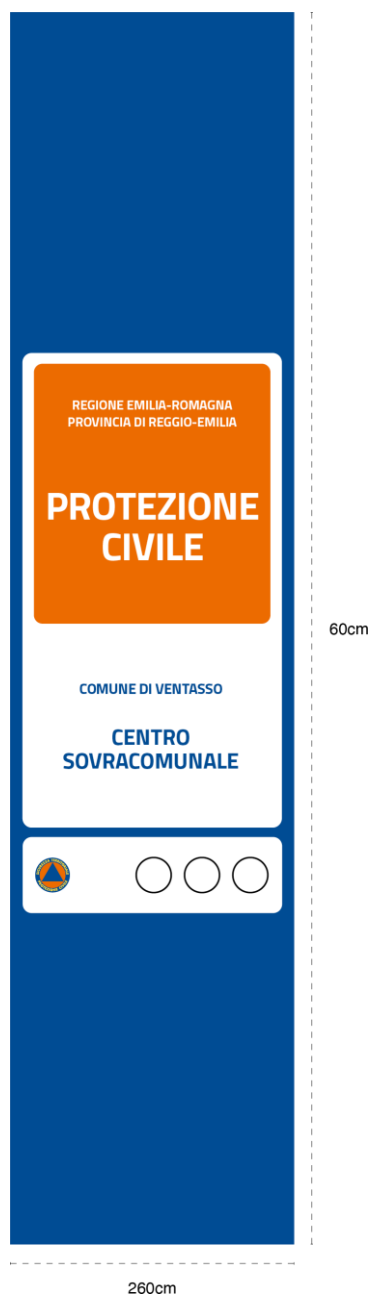 REGIONE EMILIA-ROMAGNA
PROVINCIA DI REGGIO-EMILIA
PROTEZIONE
CIVILE
60cm
COMUNE DI VENTASSO
CENTRO
SOVRACOMUNALE
260cm